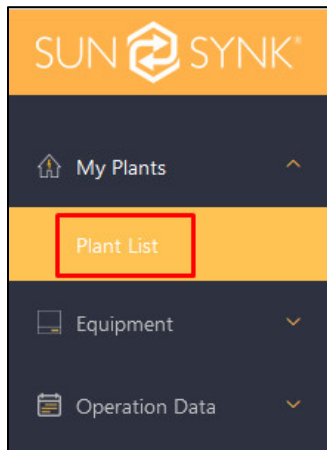 SUN SYNK®
My Plants
Plant List
Equipment
Operation Data